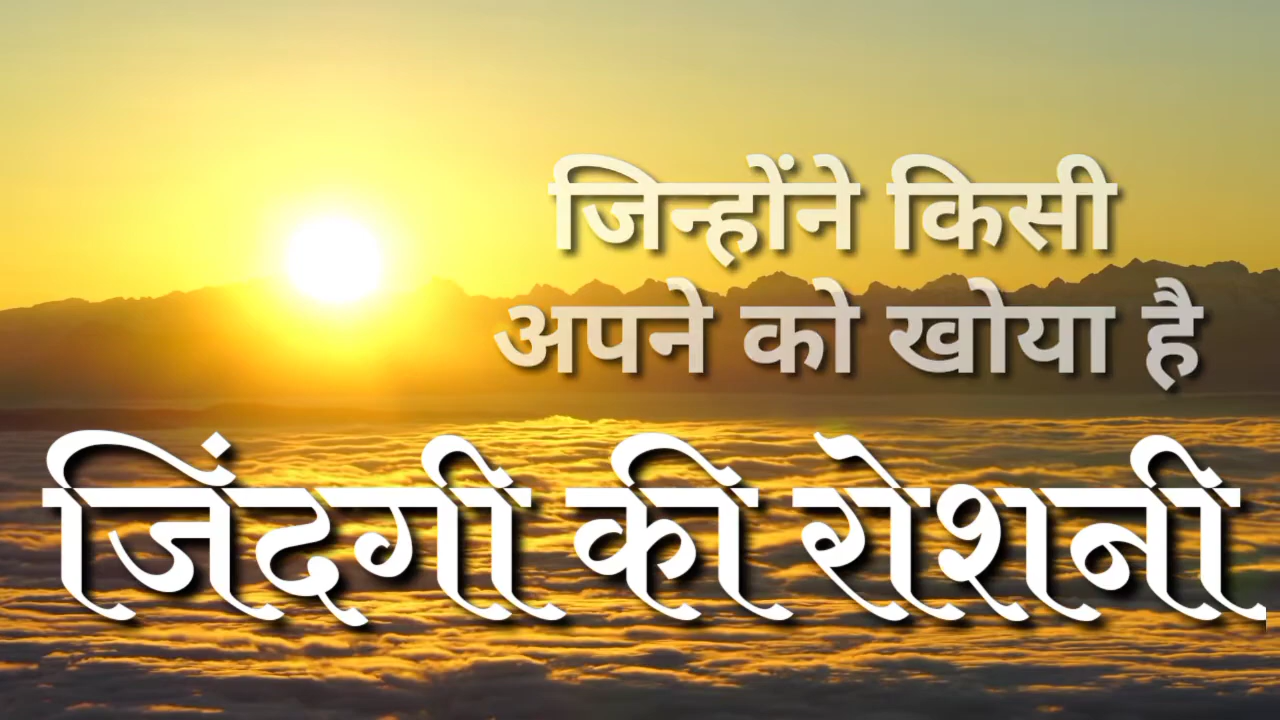 जिन्होंने किसी
अपने को खोया है
जिंदगी की रोशनी